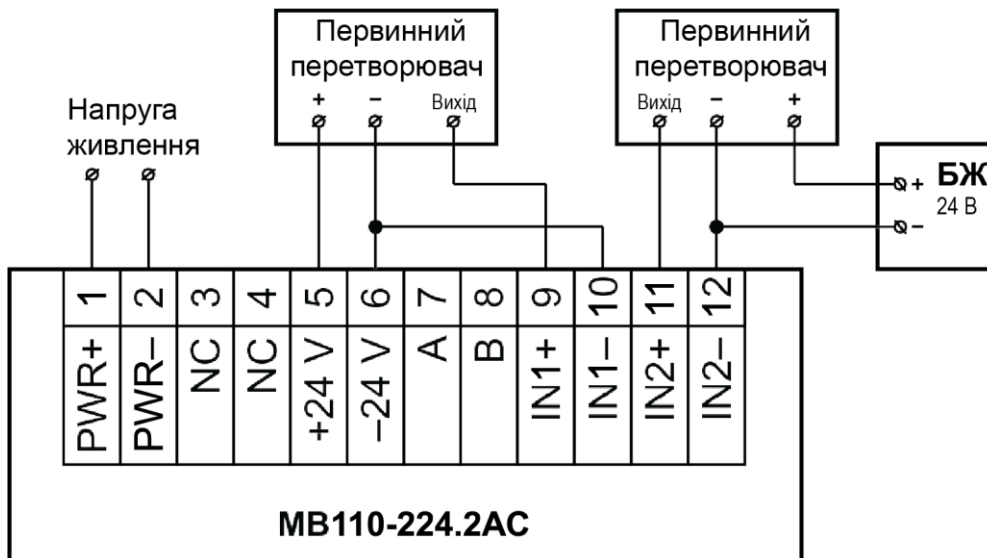 Первинний
перетворювач
+ − Вихід
Первинний
перетворювач
Вихід − +
Напруга
живлення
+ БЖ
24 В
−
1 2 3 4 5 6 7 8 9 10 11 12
PWR+ PWR− NC NC +24 V −24 V A B IN1+ IN1− IN2+ IN2−
МВ110-224.2АС